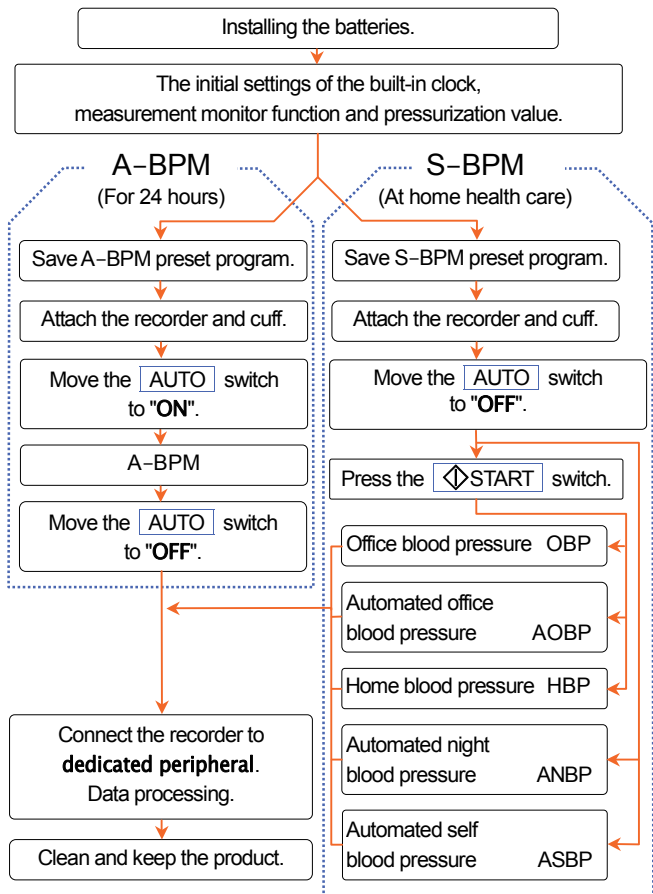 Installing the batteries.
The initial settings of the built-in clock,
measurement monitor function and pressurization value.
A-BPM
(For 24 hours)
Save A-BPM preset program.
Attach the recorder and cuff.
Move the AUTO switch
to "ON".
A-BPM
Move the AUTO switch
to "OFF".
S-BPM
(At home health care)
Save S-BPM preset program.
Attach the recorder and cuff.
Move the AUTO switch
to "OFF".
Press the START switch.
Office blood pressure OBP
Automated office
blood pressure AOBP
Home blood pressure HBP
Automated night
blood pressure ANBP
Automated self
blood pressure ASBP
Connect the recorder to
dedicated peripheral.
Data processing.
Clean and keep the product.